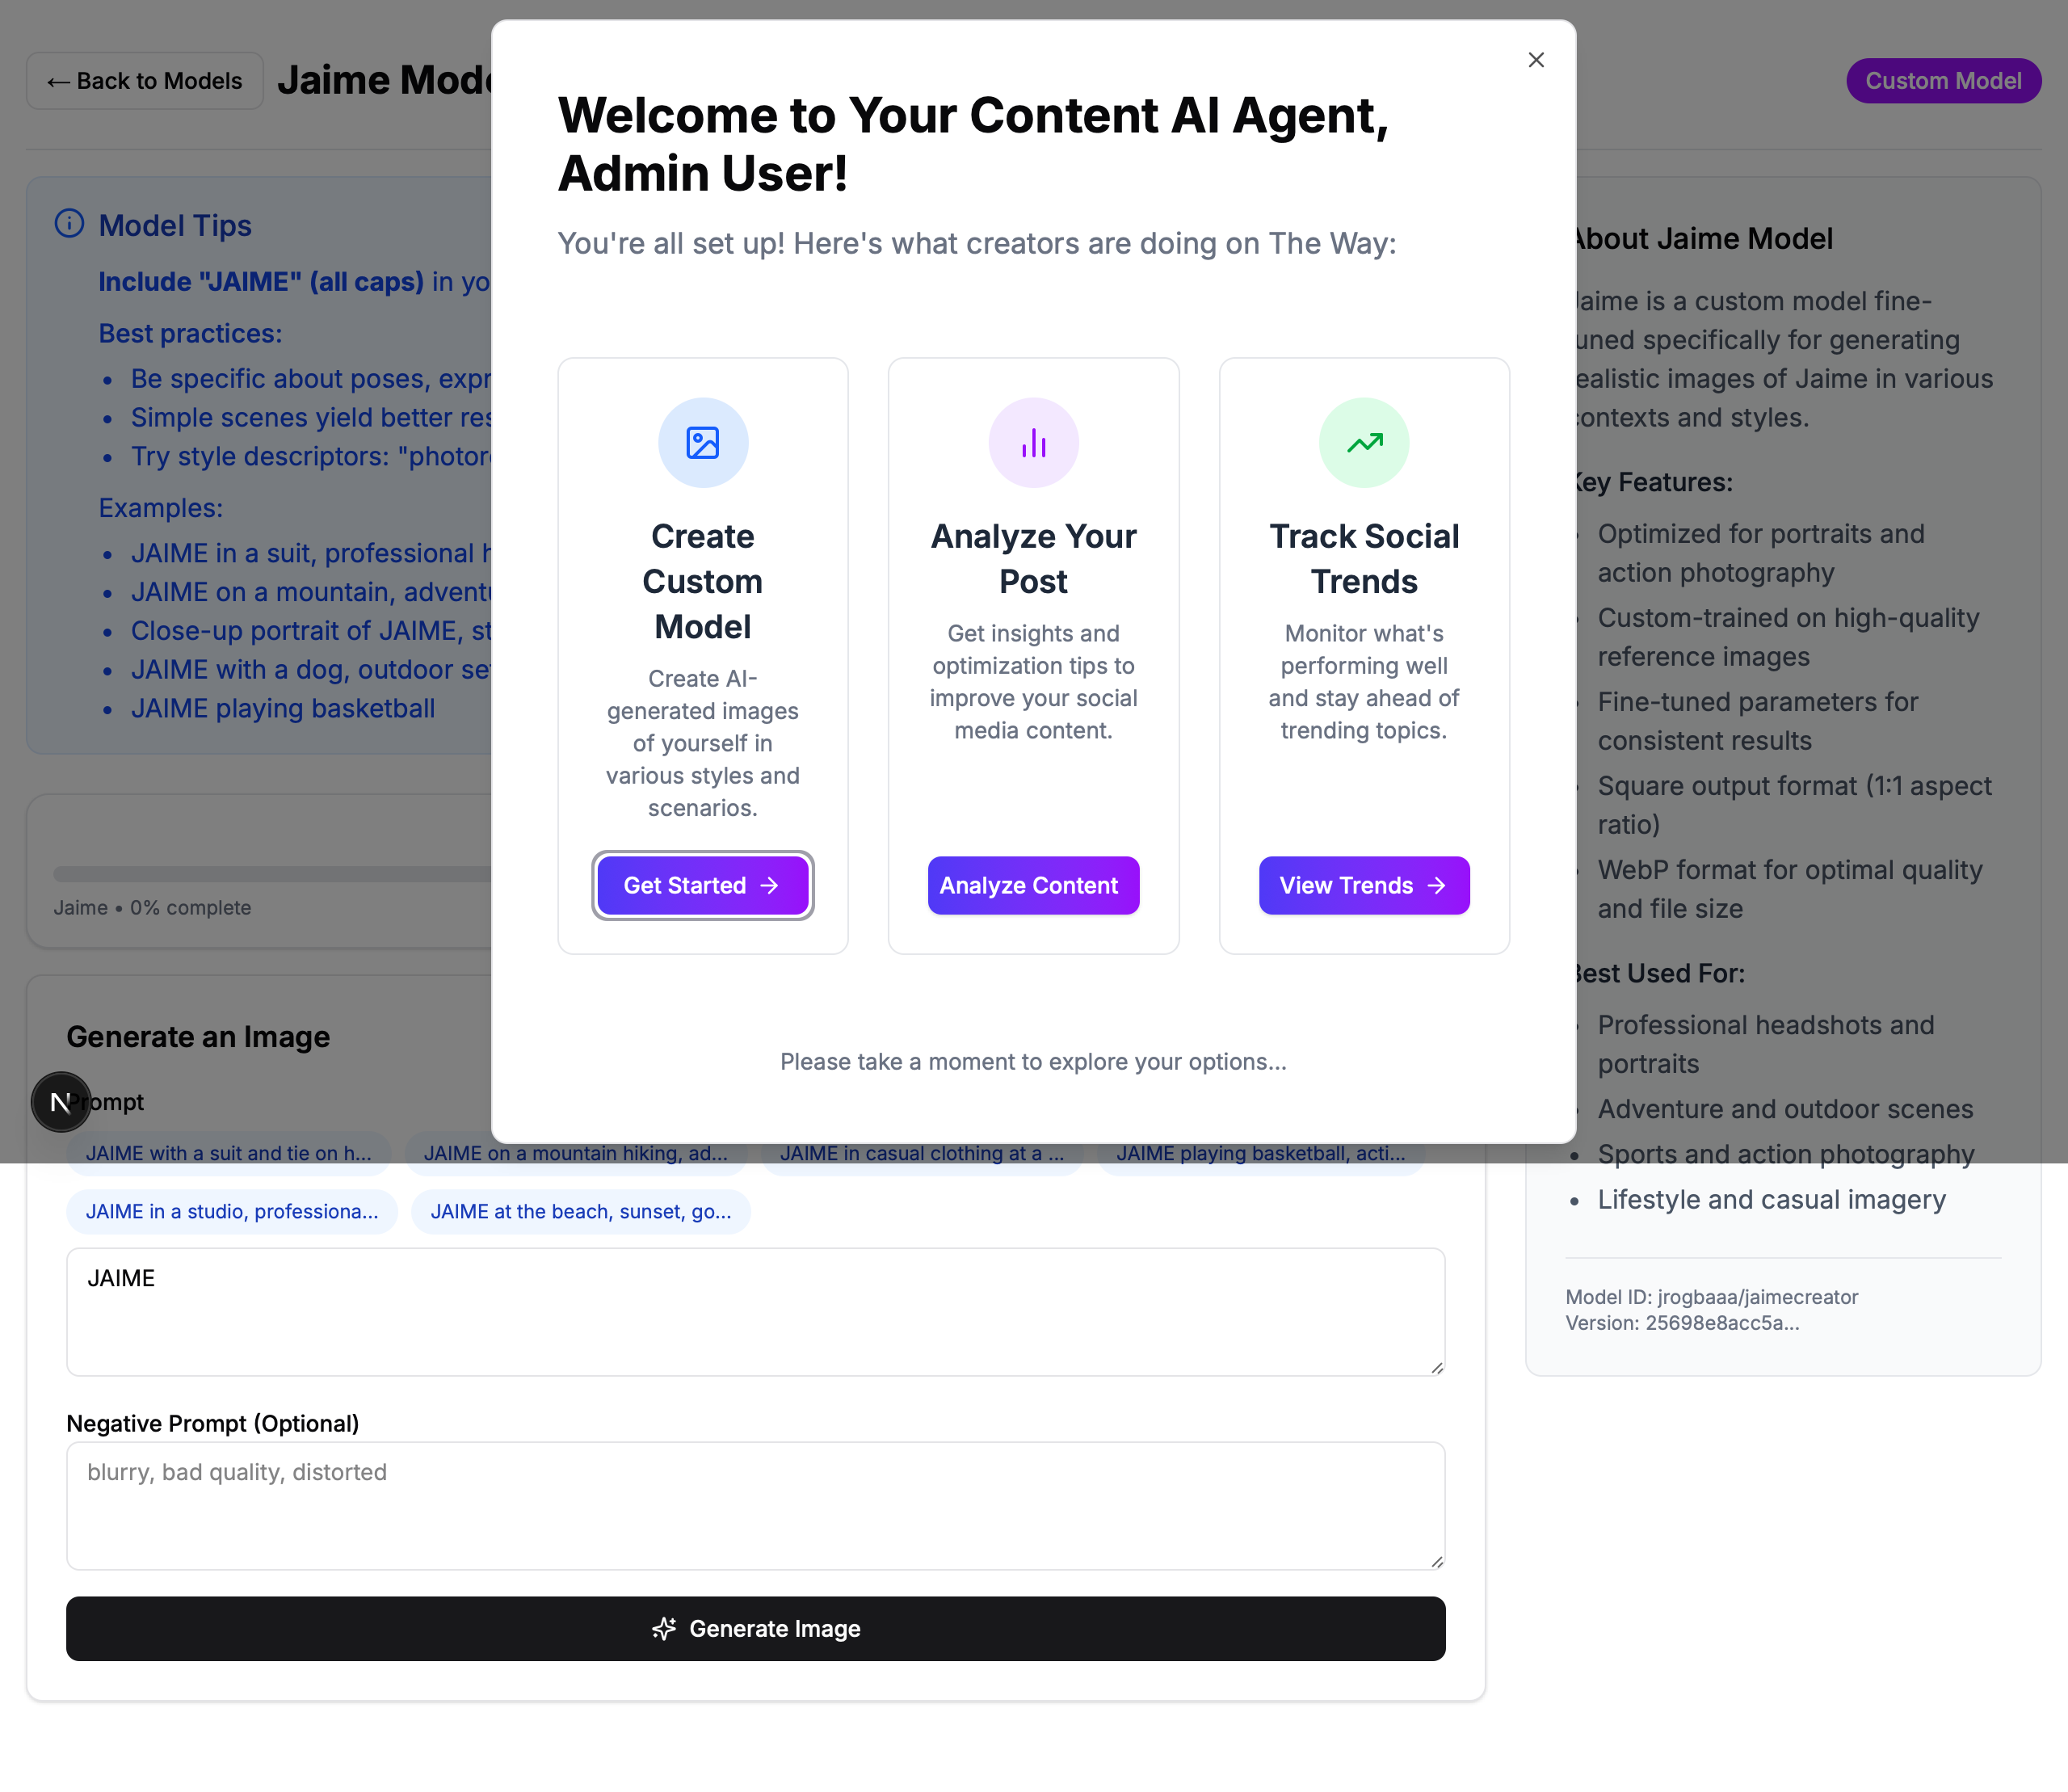 ← Back to Models
Jaime Mode
Custom Model
Welcome to Your Content AI Agent,
Admin User!
You're all set up! Here's what creators are doing on The Way:
Create
Custom
Model
Create AI-
generated images
of yourself in
various styles and
scenarios.
Get Started →
Analyze Your
Post
Get insights and
optimization tips to
improve your social
media content.
Analyze Content
Track Social
Trends
Monitor what's
performing well
and stay ahead of
trending topics.
View Trends →
Please take a moment to explore your options...
Model Tips
Include "JAIME" (all caps) in yo
Best practices:
• Be specific about poses, expr
• Simple scenes yield better res
• Try style descriptors: "photor
Examples:
• JAIME in a suit, professional h
• JAIME on a mountain, advent
• Close-up portrait of JAIME, st
• JAIME with a dog, outdoor se
• JAIME playing basketball
Jaime • 0% complete
Generate an Image
N
Prompt
JAIME with a suit and tie on h...
JAIME on a mountain hiking, ad...
JAIME in casual clothing at a ...
JAIME playing basketball, acti...
JAIME in a studio, professiona...
JAIME at the beach, sunset, go...
JAIME
Negative Prompt (Optional)
blurry, bad quality, distorted
Generate Image
About Jaime Model
Jaime is a custom model fine-
tuned specifically for generating
realistic images of Jaime in various
contexts and styles.
Key Features:
• Optimized for portraits and
action photography
• Custom-trained on high-quality
reference images
• Fine-tuned parameters for
consistent results
• Square output format (1:1 aspect
ratio)
• WebP format for optimal quality
and file size
Best Used For:
• Professional headshots and
portraits
• Adventure and outdoor scenes
• Sports and action photography
• Lifestyle and casual imagery
Model ID: jrogbaaa/jaimecreator
Version: 25698e8acc5a...